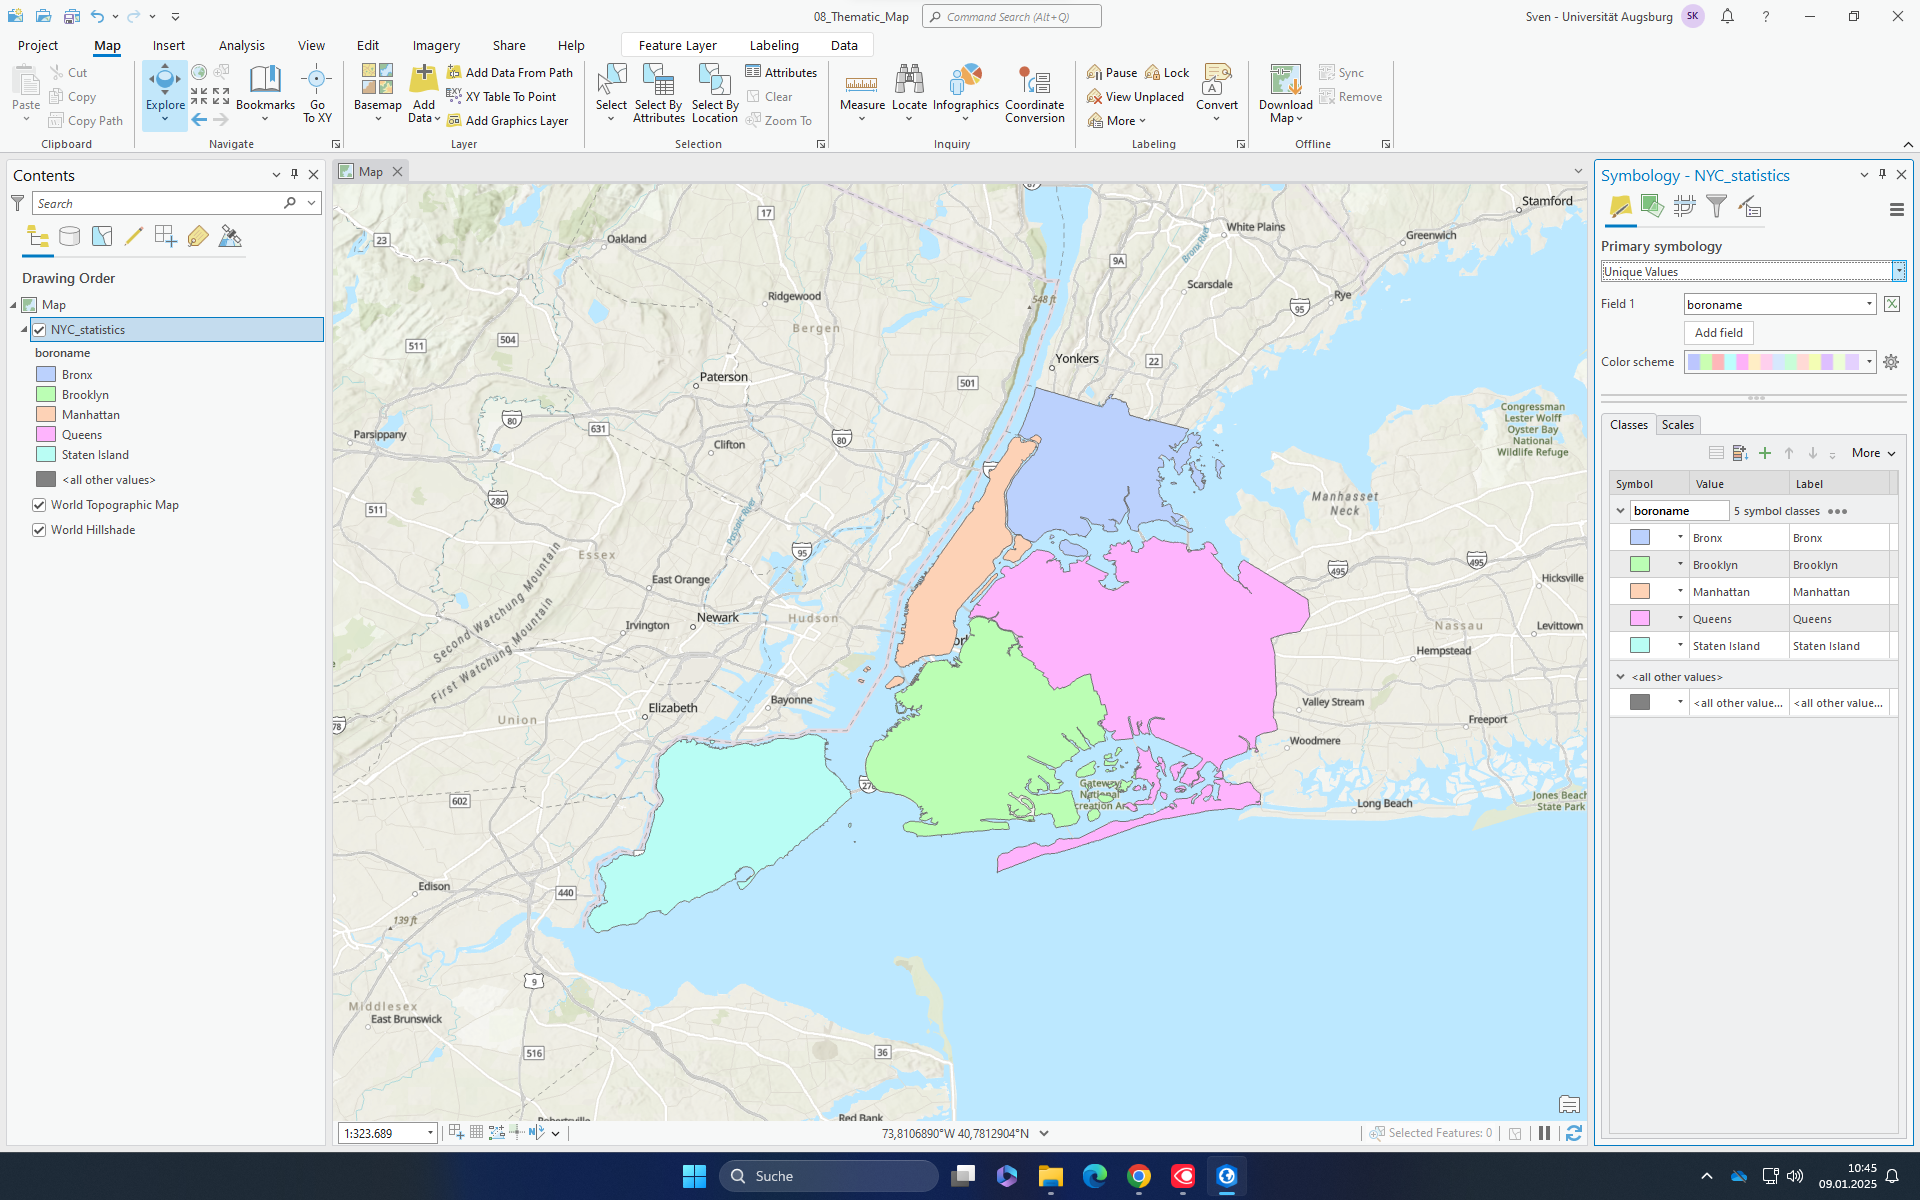 08_Thematic_Map
Command Search (Alt+Q)
Sven - Universität Augsburg
SK
?
Project
Map
Insert
Analysis
View
Edit
Imagery
Share
Help
Feature Layer
Labeling
Data
Paste
Cut
Copy
Copy Path
Clipboard
Explore
Bookmarks
Go To XY
Navigate
Basemap
Add Data
Add Data From Path
XY Table To Point
Add Graphics Layer
Layer
Select
Select By Attributes
Select By Location
Attributes
Clear
Zoom To
Selection
Measure
Locate
Infographics
Coordinate Conversion
Inquiry
Pause
Lock
View Unplaced
More
Convert
Labeling
Download Map
Sync
Remove
Offline
Contents
Search
Drawing Order
Map
NYC_statistics
boroname
Bronx
Brooklyn
Manhattan
Queens
Staten Island
<all other values>
World Topographic Map
World Hillshade
Map
17
Stamford
23
Oakland
White Plains
Greenwich
Bronx River
9A
Ridgewood
548 ft
Scarsdale
Rye
95
Bergen
511
504
Yonkers
22
Paterson
501
80
631
80
Parsippany
Clifton
Congressman
Lester Wolff
Oyster Bay
National
Wildlife Refuge
280
511
Manhasset
Neck
Passaic River
95
Essex
495
495
East Orange
Hicksville
Second Watchung Mountain
First Watchung Mountain
Irvington
Newark
Hudson
Nassau
Levittown
Hempstead
Bayonne
Valley Stream
Elizabeth
Union
78
Freeport
Woodmere
602
Gateway
National
Long Beach
Jones Beach
State Park
Edison
440
139 ft
9
Middlesex
East Brunswick
516
36
Red Bank
1:323.689
73,8106890°W 40,7812904°N
Selected Features: 0
Symbology - NYC_statistics
Primary symbology
Unique Values
Field 1
boroname
Add field
Color scheme
Classes
Scales
More
Symbol
Value
Label
boroname
5 symbol classes
Bronx
Bronx
Brooklyn
Brooklyn
Manhattan
Manhattan
Queens
Queens
Staten Island
Staten Island
<all other values>
<all other value...
<all other value...
Suche
10:45
09.01.2025